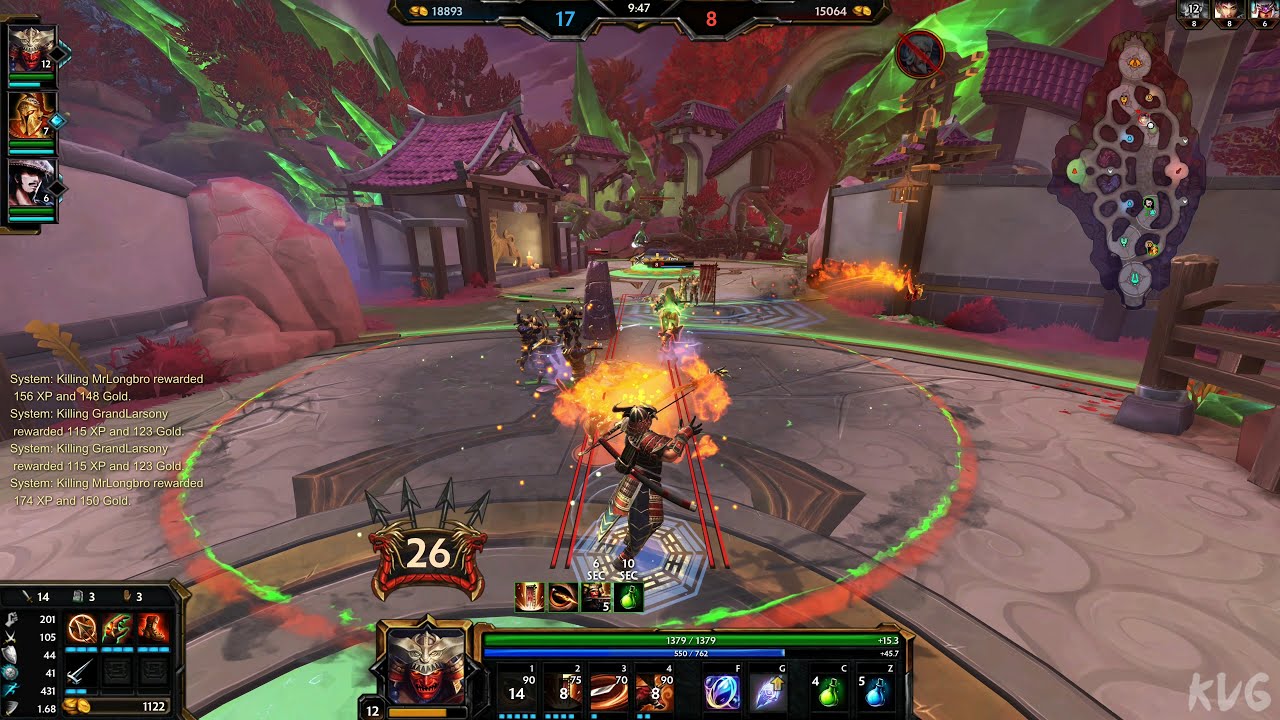 18893
17
9:47
8
15064
12
8
8
6
12
7
6
System: Killing MrLongbro rewarded
156 XP and 148 Gold.
System: Killing GrandLarsony
rewarded 115 XP and 123 Gold.
System: Killing GrandLarsony
rewarded 115 XP and 123 Gold.
System: Killing MrLongbro rewarded
174 XP and 150 Gold.
26
6 10
SEC SEC
5
14 3 3
201
105
44
41
431
1.68
1122
1379 / 1379 +15.3
550 / 762 +45.7
1 2 3 4 F G C Z
90 75 70 90 4 5
14 8 8
12
KVG